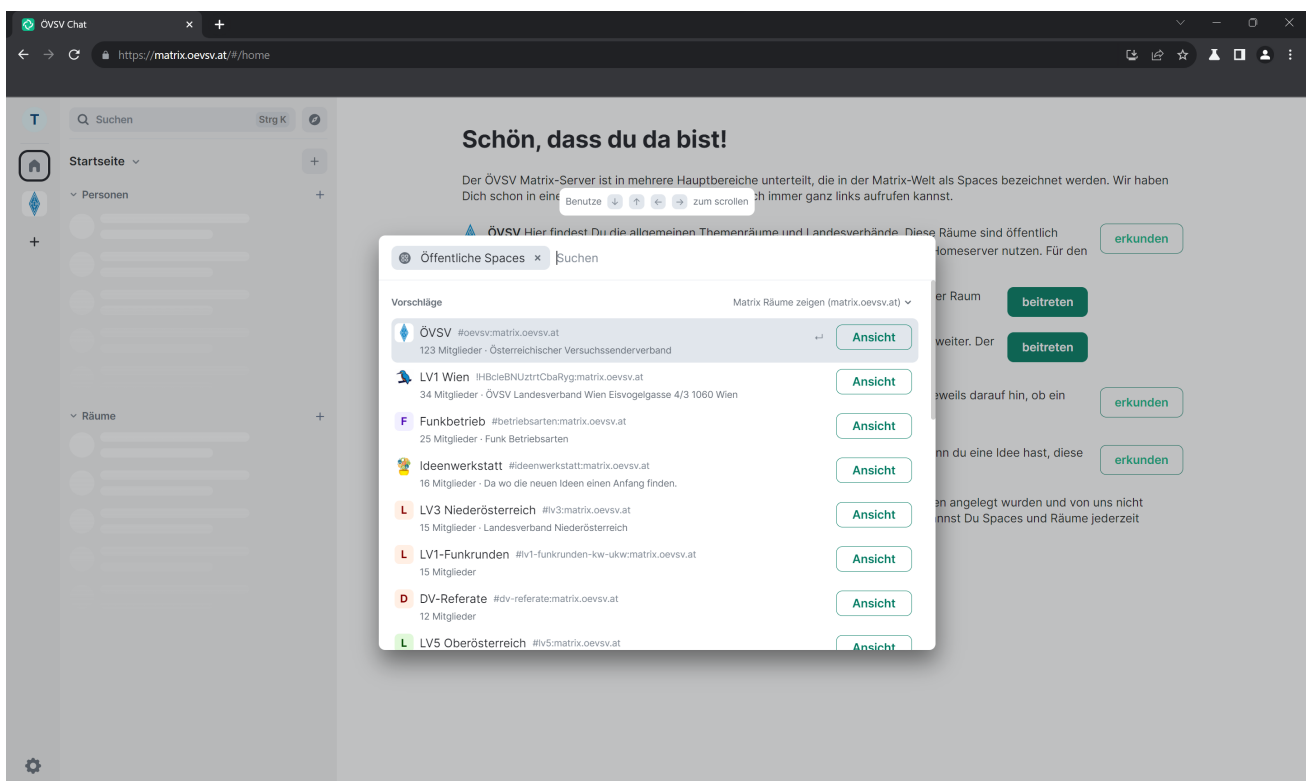 ÖVSV Chat
https://matrix.oevsv.at/#/home
T
Suchen
Strg K
Startseite
Personen
Räume
Schön, dass du da bist!
Der ÖVSV Matrix-Server ist in mehrere Hauptbereiche unterteilt, die in der Matrix-Welt als Spaces bezeichnet werden. Wir haben
Dich schon in eine
ch immer ganz links aufrufen kannst.
Benutze ↓ ↑ ← → zum scrollen
ÖVSV Hier findest Du die allgemeinen Themenräume und Landesverbände. Diese Räume sind öffentlich
Homeserver nutzen. Für den
erkunden
er Raum
beitreten
weiter. Der
beitreten
eweils darauf hin, ob ein
erkunden
nn du eine Idee hast, diese
erkunden
en angelegt wurden und von uns nicht
nnst Du Spaces und Räume jederzeit
Öffentliche Spaces × Suchen
Vorschläge
Matrix Räume zeigen (matrix.oevsv.at)
ÖVSV #oevsv:matrix.oevsv.at
123 Mitglieder · Österreichischer Versuchssenderverband
Ansicht
LV1 Wien !HBcleBNUztrtCbaRyg:matrix.oevsv.at
34 Mitglieder · ÖVSV Landesverband Wien Eisvogelgasse 4/3 1060 Wien
Ansicht
F Funkbetrieb #betriebsarten:matrix.oevsv.at
25 Mitglieder · Funk Betriebsarten
Ansicht
Ideenwerkstatt #ideenwerkstatt:matrix.oevsv.at
16 Mitglieder · Da wo die neuen Ideen einen Anfang finden.
Ansicht
L LV3 Niederösterreich #lv3:matrix.oevsv.at
15 Mitglieder · Landesverband Niederösterreich
Ansicht
L LV1-Funkrunden #lv1-funkrunden-kw-ukw:matrix.oevsv.at
15 Mitglieder
Ansicht
D DV-Referate #dv-referate:matrix.oevsv.at
12 Mitglieder
Ansicht
L LV5 Oberösterreich #lv5:matrix.oevsv.at
Ansicht